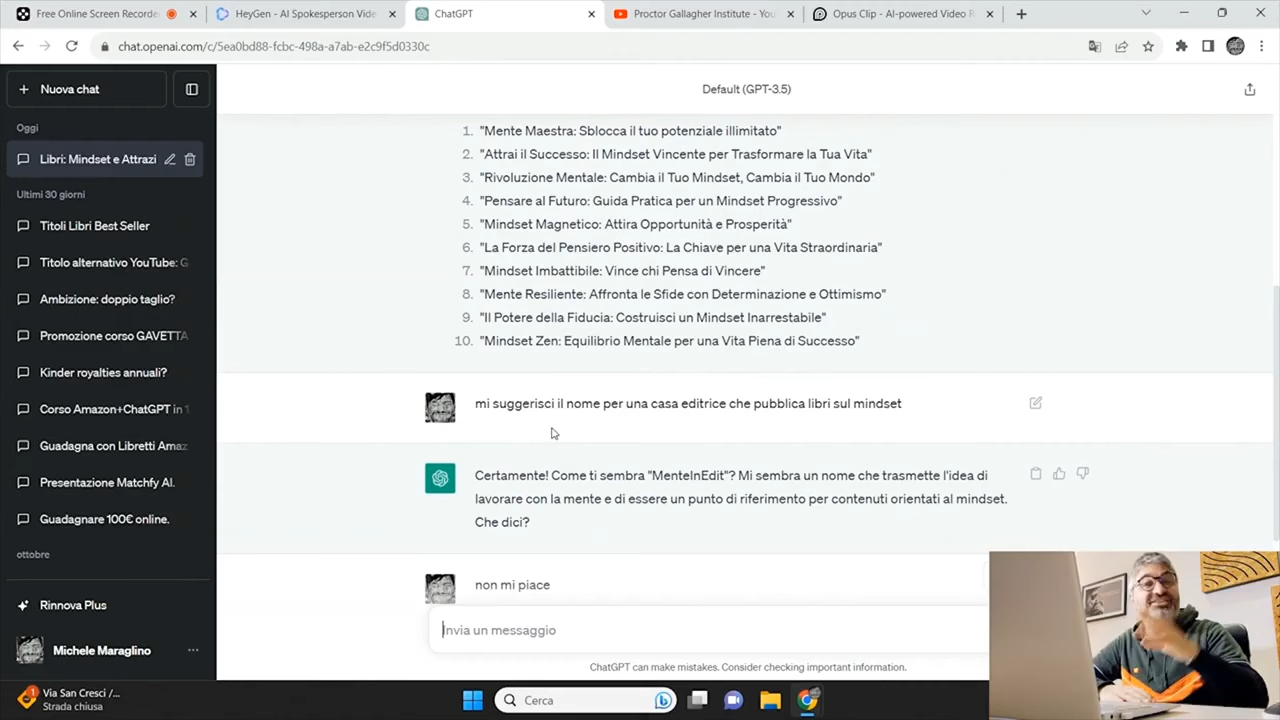 Free Online Screen Recorde
HeyGen - AI Spokesperson Vide
ChatGPT
Proctor Gallagher Institute - You
Opus Clip - AI-powered Video R
chat.openai.com/c/5ea0bd88-fcbc-498a-a7ab-e2c9f5d0330c
Nuova chat
Default (GPT-3.5)
Oggi
Libri: Mindset e Attrazi
Ultimi 30 giorni
Titoli Libri Best Seller
Titolo alternativo YouTube: G
Ambizione: doppio taglio?
Promozione corso GAVETTA
Kinder royalties annuali?
Corso Amazon+ChatGPT in 1
Guadagna con Libretti Amaz
Presentazione Matchfy AI.
Guadagnare 100€ online.
ottobre
Rinnova Plus
Michele Maraglino
1. "Mente Maestra: Sblocca il tuo potenziale illimitato"
2. "Attrai il Successo: Il Mindset Vincente per Trasformare la Tua Vita"
3. "Rivoluzione Mentale: Cambia il Tuo Mindset, Cambia il Tuo Mondo"
4. "Pensare al Futuro: Guida Pratica per un Mindset Progressivo"
5. "Mindset Magnetico: Attira Opportunità e Prosperità"
6. "La Forza del Pensiero Positivo: La Chiave per una Vita Straordinaria"
7. "Mindset Imbattibile: Vince chi Pensa di Vincere"
8. "Mente Resiliente: Affronta le Sfide con Determinazione e Ottimismo"
9. "Il Potere della Fiducia: Costruisci un Mindset Inarrestabile"
10. "Mindset Zen: Equilibrio Mentale per una Vita Piena di Successo"
mi suggerisci il nome per una casa editrice che pubblica libri sul mindset
Certamente! Come ti sembra "MenteInEdit"? Mi sembra un nome che trasmette l'idea di
lavorare con la mente e di essere un punto di riferimento per contenuti orientati al mindset.
Che dici?
non mi piace
Invia un messaggio
ChatGPT can make mistakes. Consider checking important information.
1
Via San Cresci /...
Strada chiusa
Cerca